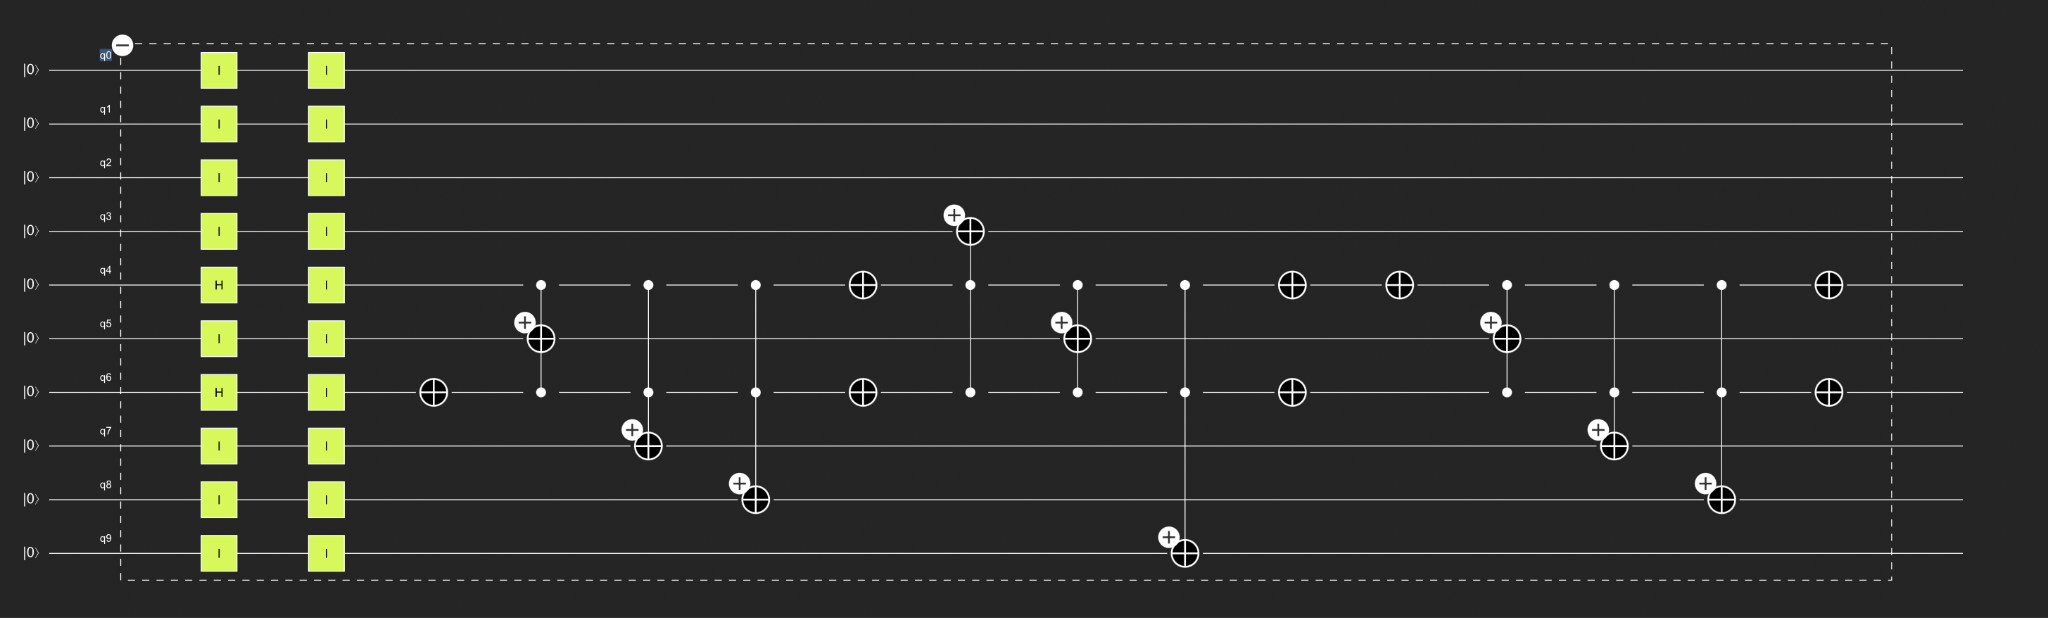 q0
|0⟩ I I
q1
|0⟩ I I
q2
|0⟩ I I
q3
|0⟩ I I
q4
|0⟩ H I
q5
|0⟩ I I
q6
|0⟩ H I
q7
|0⟩ I I
q8
|0⟩ I I
q9
|0⟩ I I